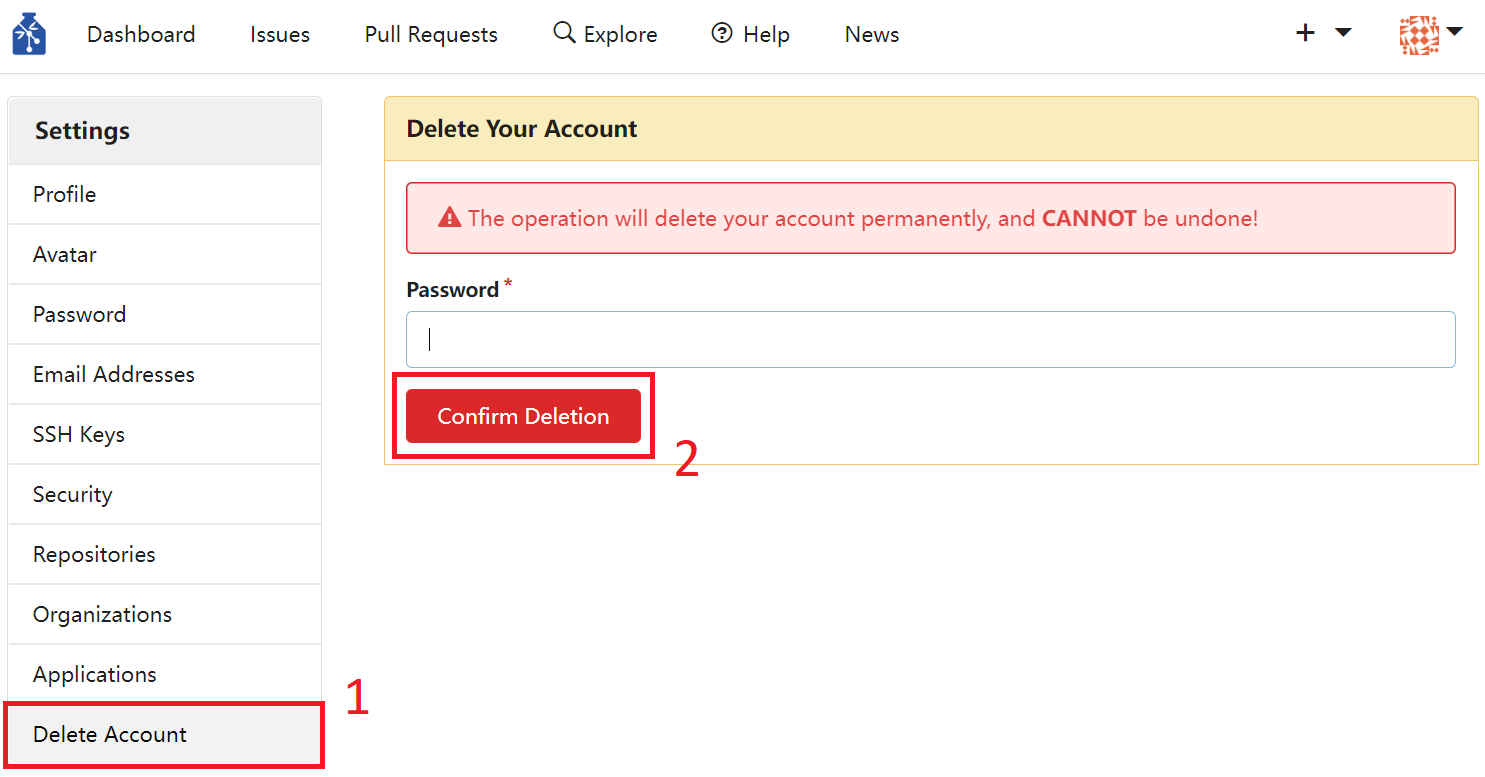 Dashboard Issues Pull Requests Explore Help News
Settings
Profile
Avatar
Password
Email Addresses
SSH Keys
Security
Repositories
Organizations
Applications
Delete Account
1
Delete Your Account
The operation will delete your account permanently, and CANNOT be undone!
Password *
Confirm Deletion
2